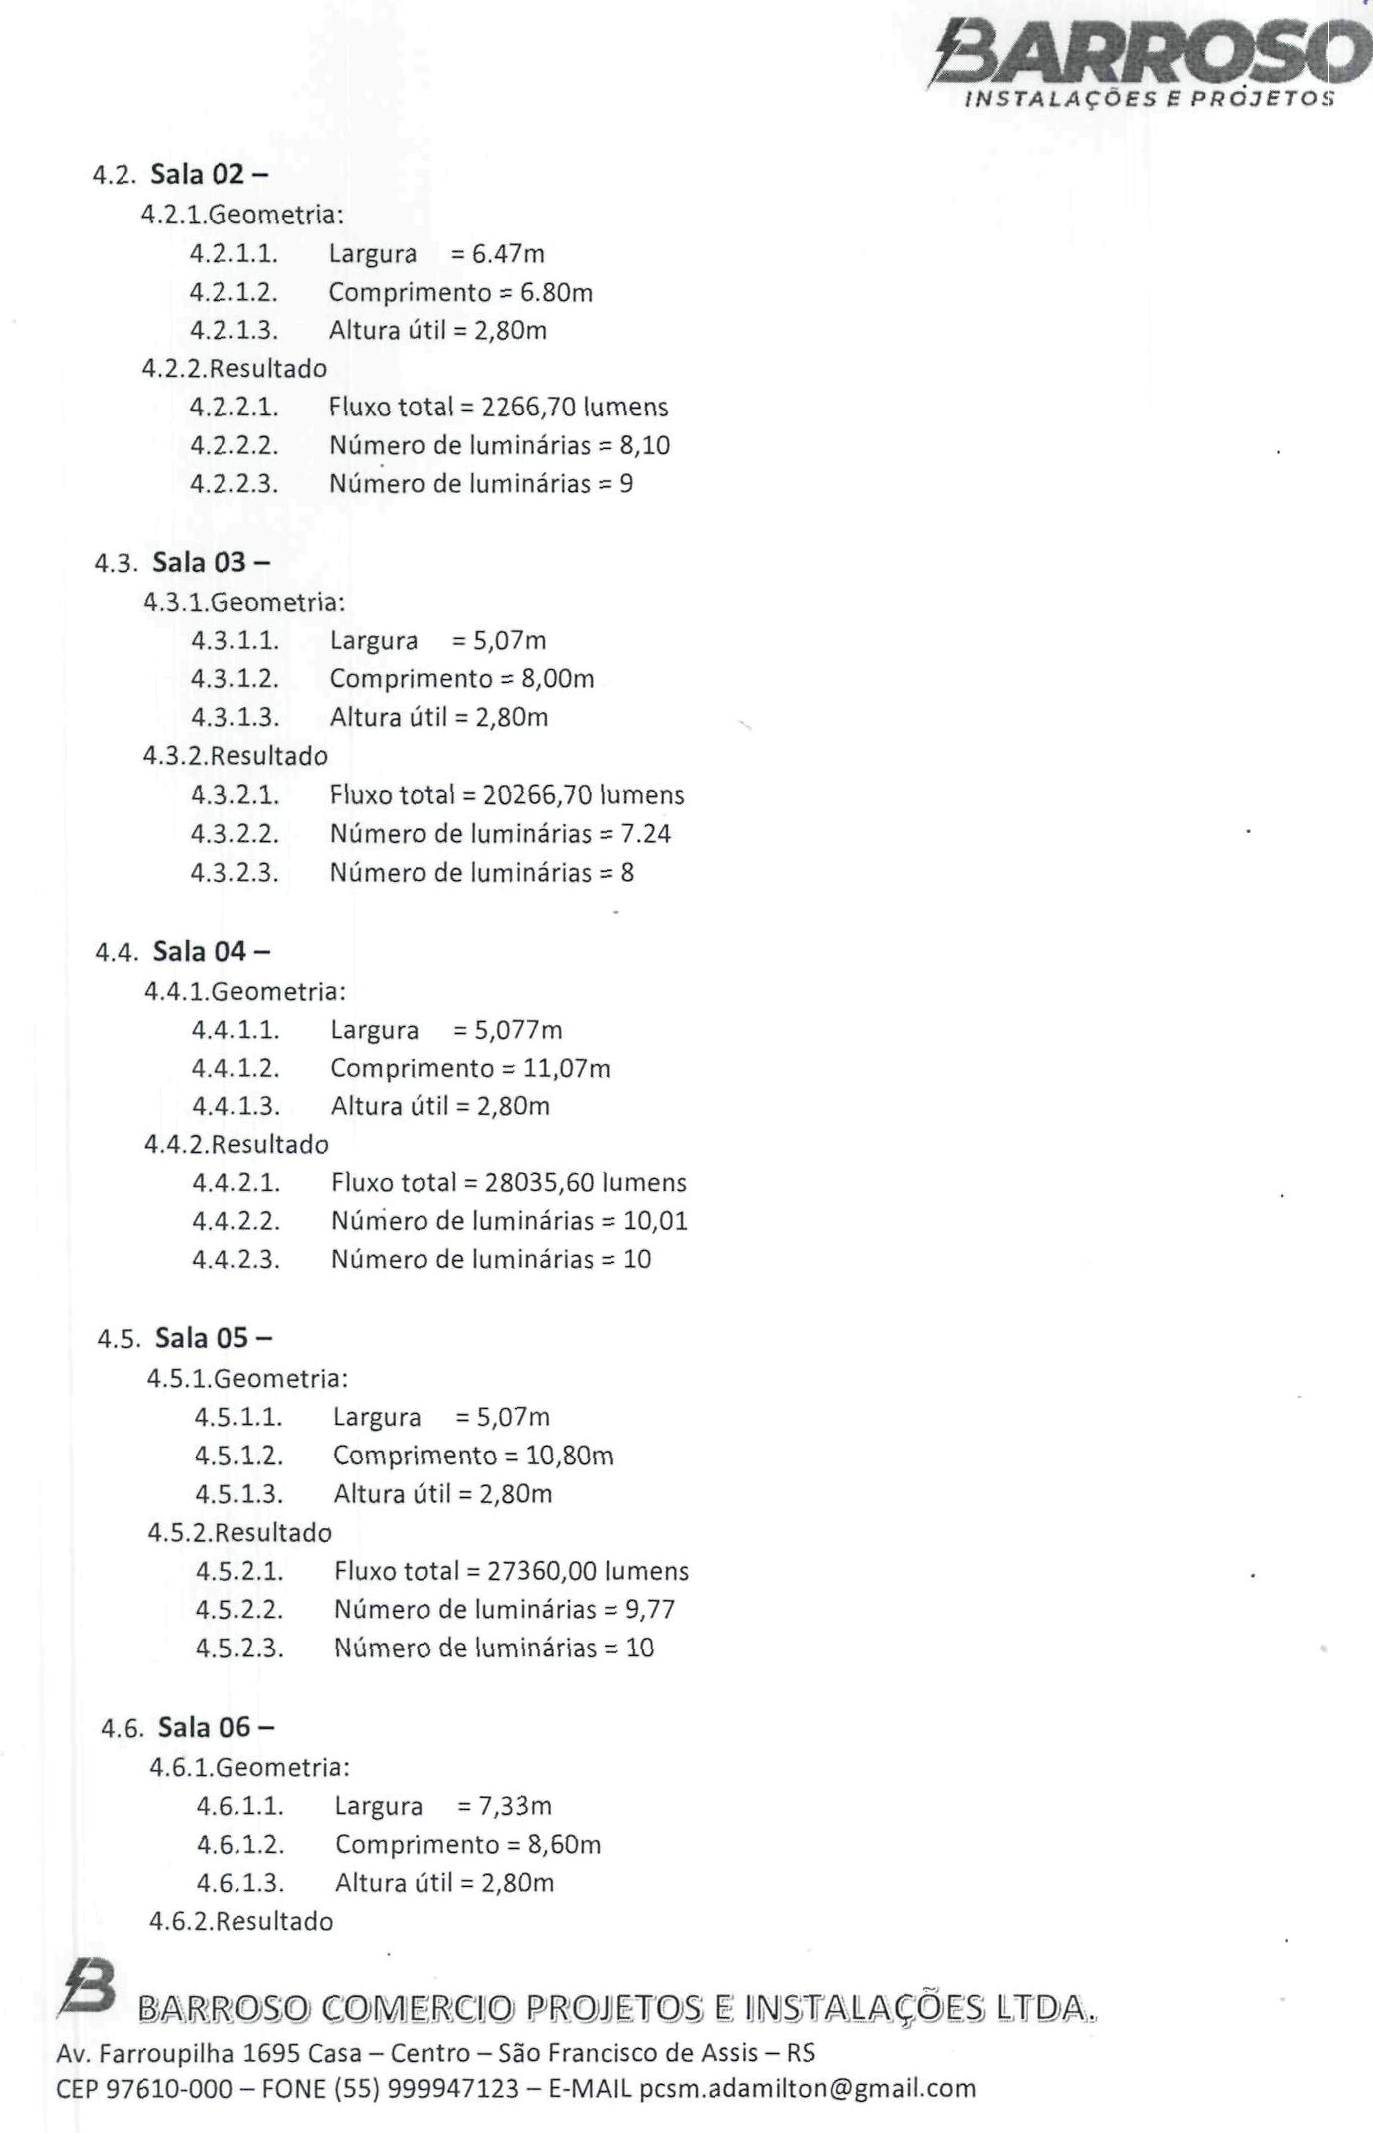 BARROSO
INSTALAÇÕES E PROJETOS
4.2. Sala 02 –
4.2.1.Geometria:
4.2.1.1. Largura = 6.47m
4.2.1.2. Comprimento = 6.80m
4.2.1.3. Altura útil = 2,80m
4.2.2.Resultado
4.2.2.1. Fluxo total = 2266,70 lumens
4.2.2.2. Número de luminárias = 8,10
4.2.2.3. Número de luminárias = 9
4.3. Sala 03 –
4.3.1.Geometria:
4.3.1.1. Largura = 5,07m
4.3.1.2. Comprimento = 8,00m
4.3.1.3. Altura útil = 2,80m
4.3.2.Resultado
4.3.2.1. Fluxo total = 20266,70 lumens
4.3.2.2. Número de luminárias = 7.24
4.3.2.3. Número de luminárias = 8
4.4. Sala 04 –
4.4.1.Geometria:
4.4.1.1. Largura = 5,077m
4.4.1.2. Comprimento = 11,07m
4.4.1.3. Altura útil = 2,80m
4.4.2.Resultado
4.4.2.1. Fluxo total = 28035,60 lumens
4.4.2.2. Número de luminárias = 10,01
4.4.2.3. Número de luminárias = 10
4.5. Sala 05 –
4.5.1.Geometria:
4.5.1.1. Largura = 5,07m
4.5.1.2. Comprimento = 10,80m
4.5.1.3. Altura útil = 2,80m
4.5.2.Resultado
4.5.2.1. Fluxo total = 27360,00 lumens
4.5.2.2. Número de luminárias = 9,77
4.5.2.3. Número de luminárias = 10
4.6. Sala 06 –
4.6.1.Geometria:
4.6.1.1. Largura = 7,33m
4.6.1.2. Comprimento = 8,60m
4.6.1.3. Altura útil = 2,80m
4.6.2.Resultado
B BARROSO COMERCIO PROJETOS E INSTALAÇÕES LTDA.
Av. Farroupilha 1695 Casa – Centro – São Francisco de Assis – RS
CEP 97610-000 – FONE (55) 999947123 – E-MAIL pcsm.adamilton@gmail.com